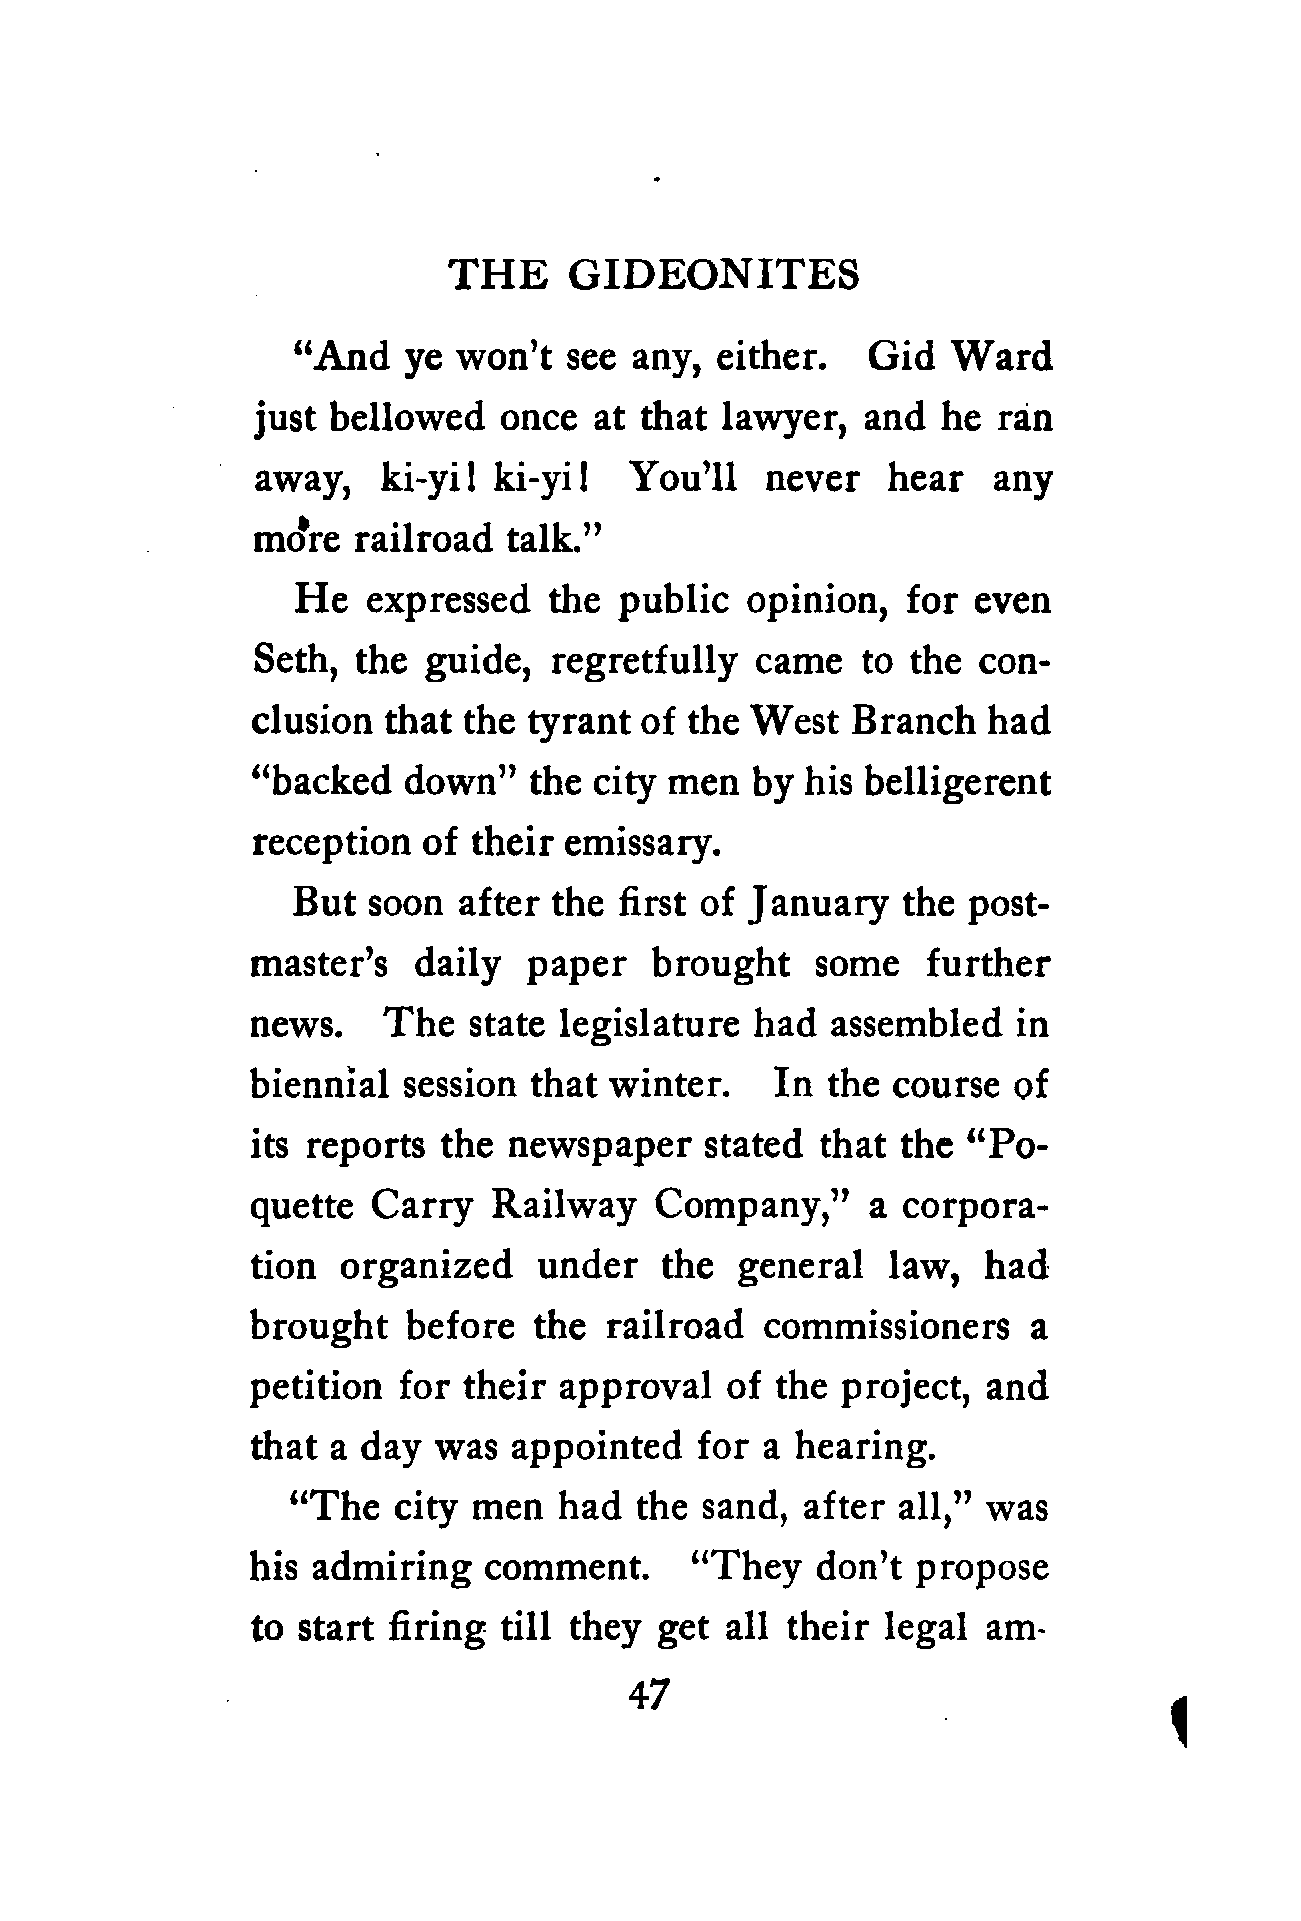 THE GIDEONITES
“And ye won’t see any, either. Gid Ward
just bellowed once at that lawyer, and he ran
away, ki-yi! ki-yi! You’ll never hear any
more railroad talk.”
He expressed the public opinion, for even
Seth, the guide, regretfully came to the con-
clusion that the tyrant of the West Branch had
“backed down” the city men by his belligerent
reception of their emissary.
But soon after the first of January the post-
master’s daily paper brought some further
news. The state legislature had assembled in
biennial session that winter. In the course of
its reports the newspaper stated that the “Po-
quette Carry Railway Company,” a corpora-
tion organized under the general law, had
brought before the railroad commissioners a
petition for their approval of the project, and
that a day was appointed for a hearing.
“The city men had the sand, after all,” was
his admiring comment. “They don’t propose
to start firing till they get all their legal am-
47